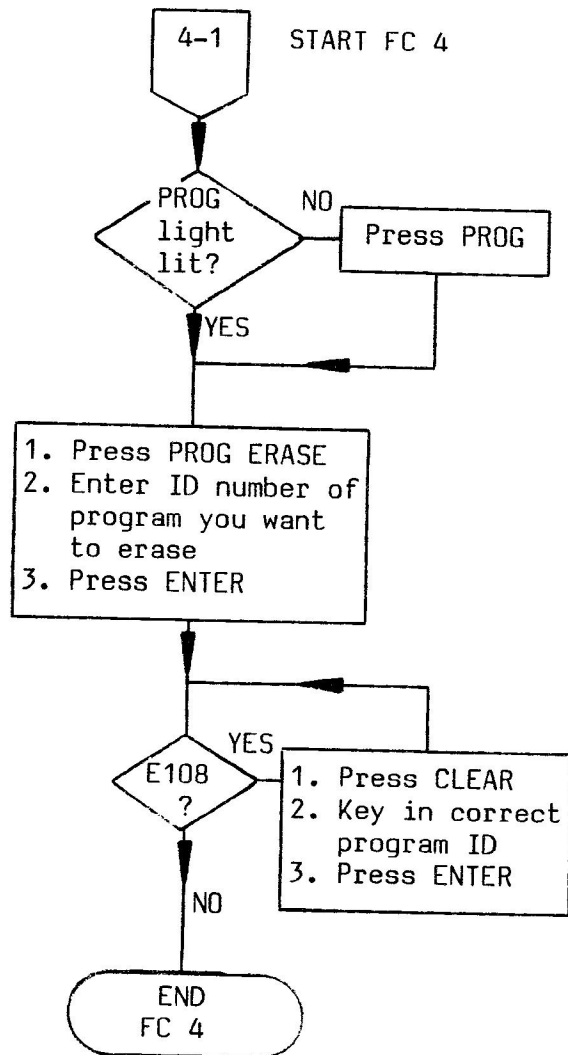 4-1 START FC 4
PROG
light
lit?
NO
Press PROG
YES
1. Press PROG ERASE
2. Enter ID number of
program you want
to erase
3. Press ENTER
E108
?
YES
1. Press CLEAR
2. Key in correct
program ID
3. Press ENTER
NO
END
FC 4